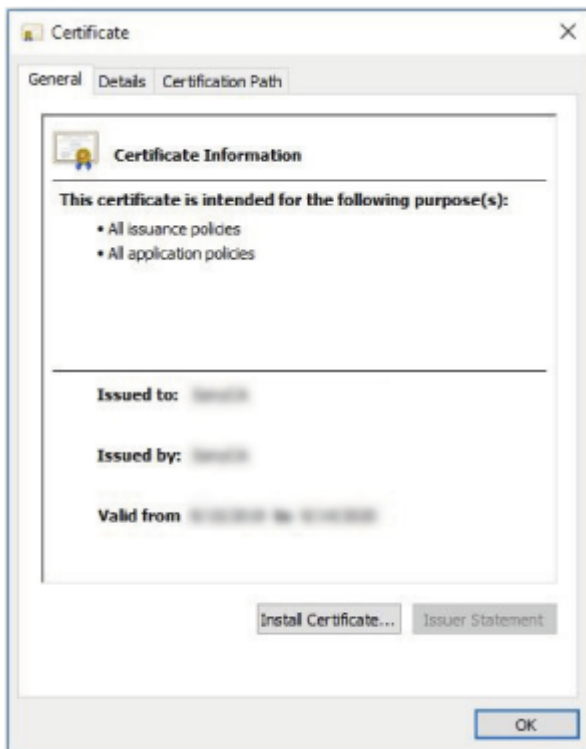 Certificate
General Details Certification Path
Certificate Information
This certificate is intended for the following purpose(s):
• All issuance policies
• All application policies
Issued to:
Issued by:
Valid from
Install Certificate... Issuer Statement
OK